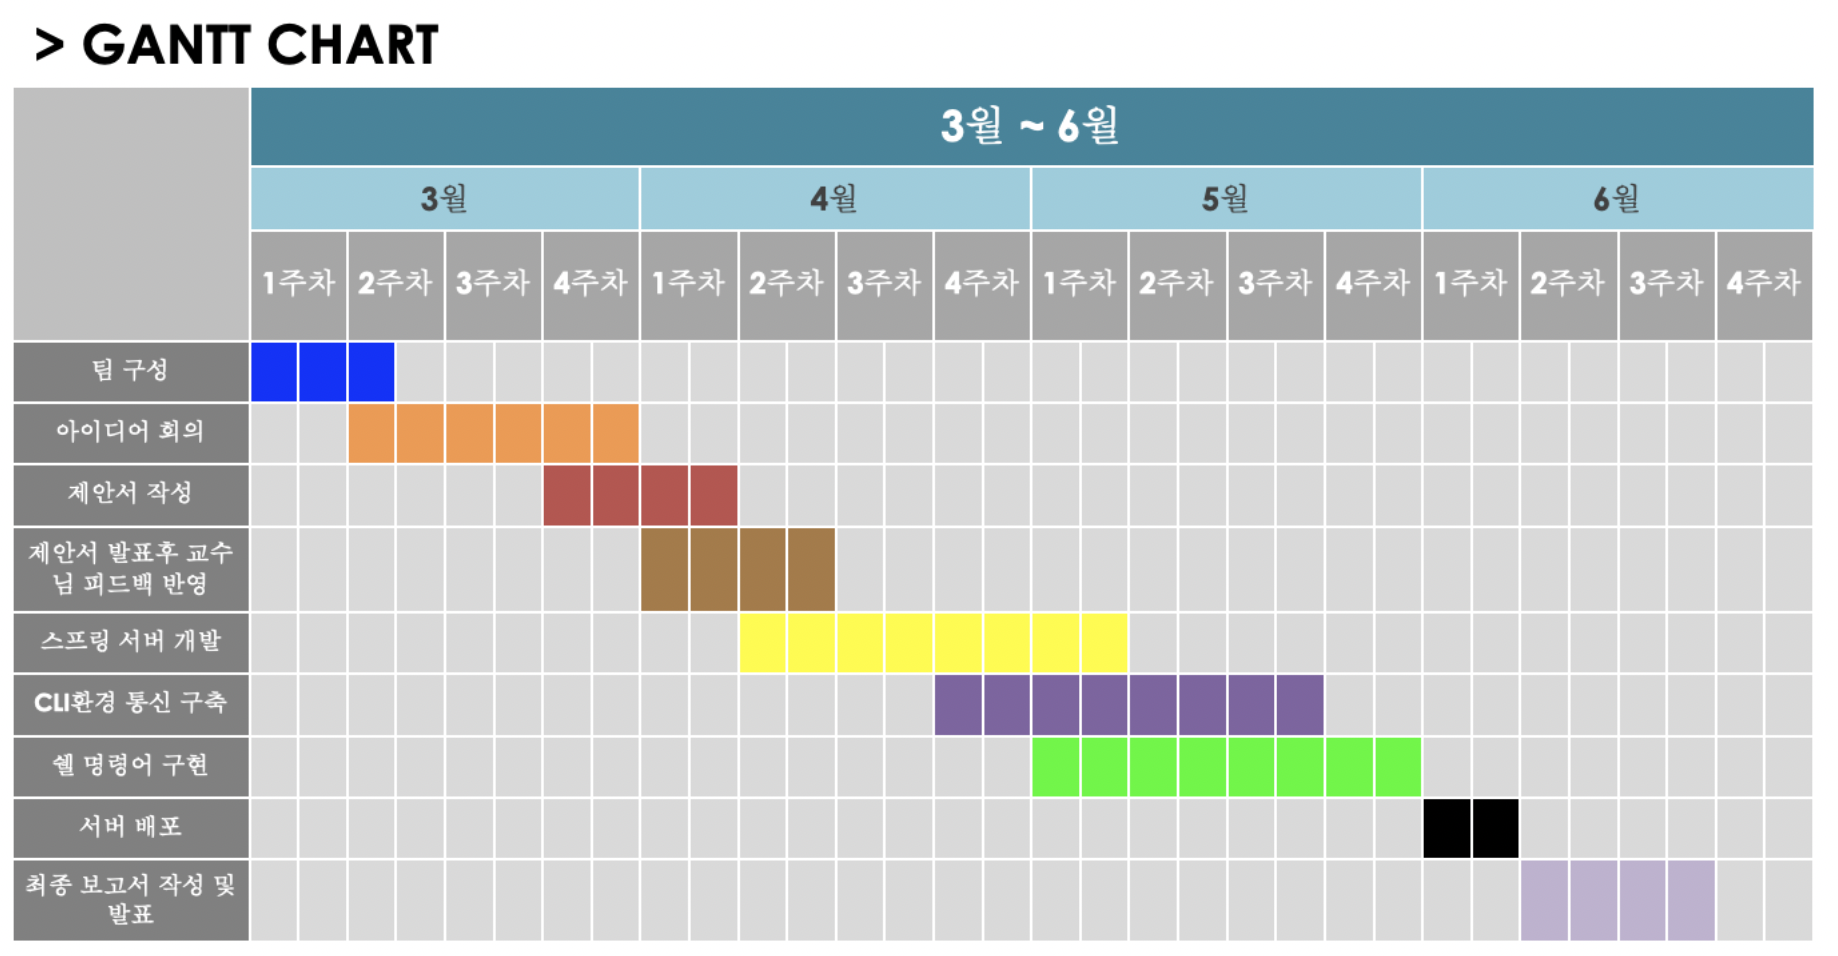 > GANTT CHART
3월 ~ 6월
3월 4월 5월 6월
1주차 2주차 3주차 4주차 1주차 2주차 3주차 4주차 1주차 2주차 3주차 4주차 1주차 2주차 3주차 4주차
팀 구성
아이디어 회의
제안서 작성
제안서 발표후 교수
님 피드백 반영
스프링 서버 개발
CLI환경 통신 구축
쉘 명령어 구현
서버 배포
최종 보고서 작성 및
발표